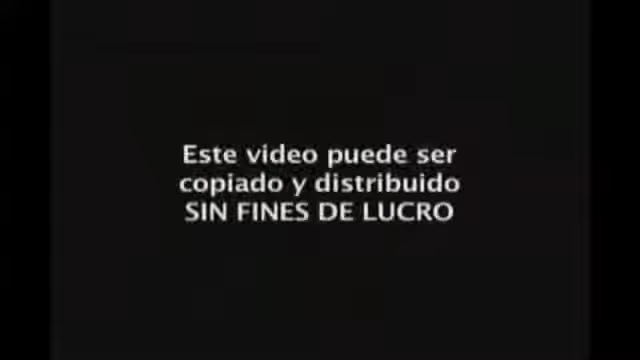 Este video puede ser
copiado y distribuido
SIN FINES DE LUCRO